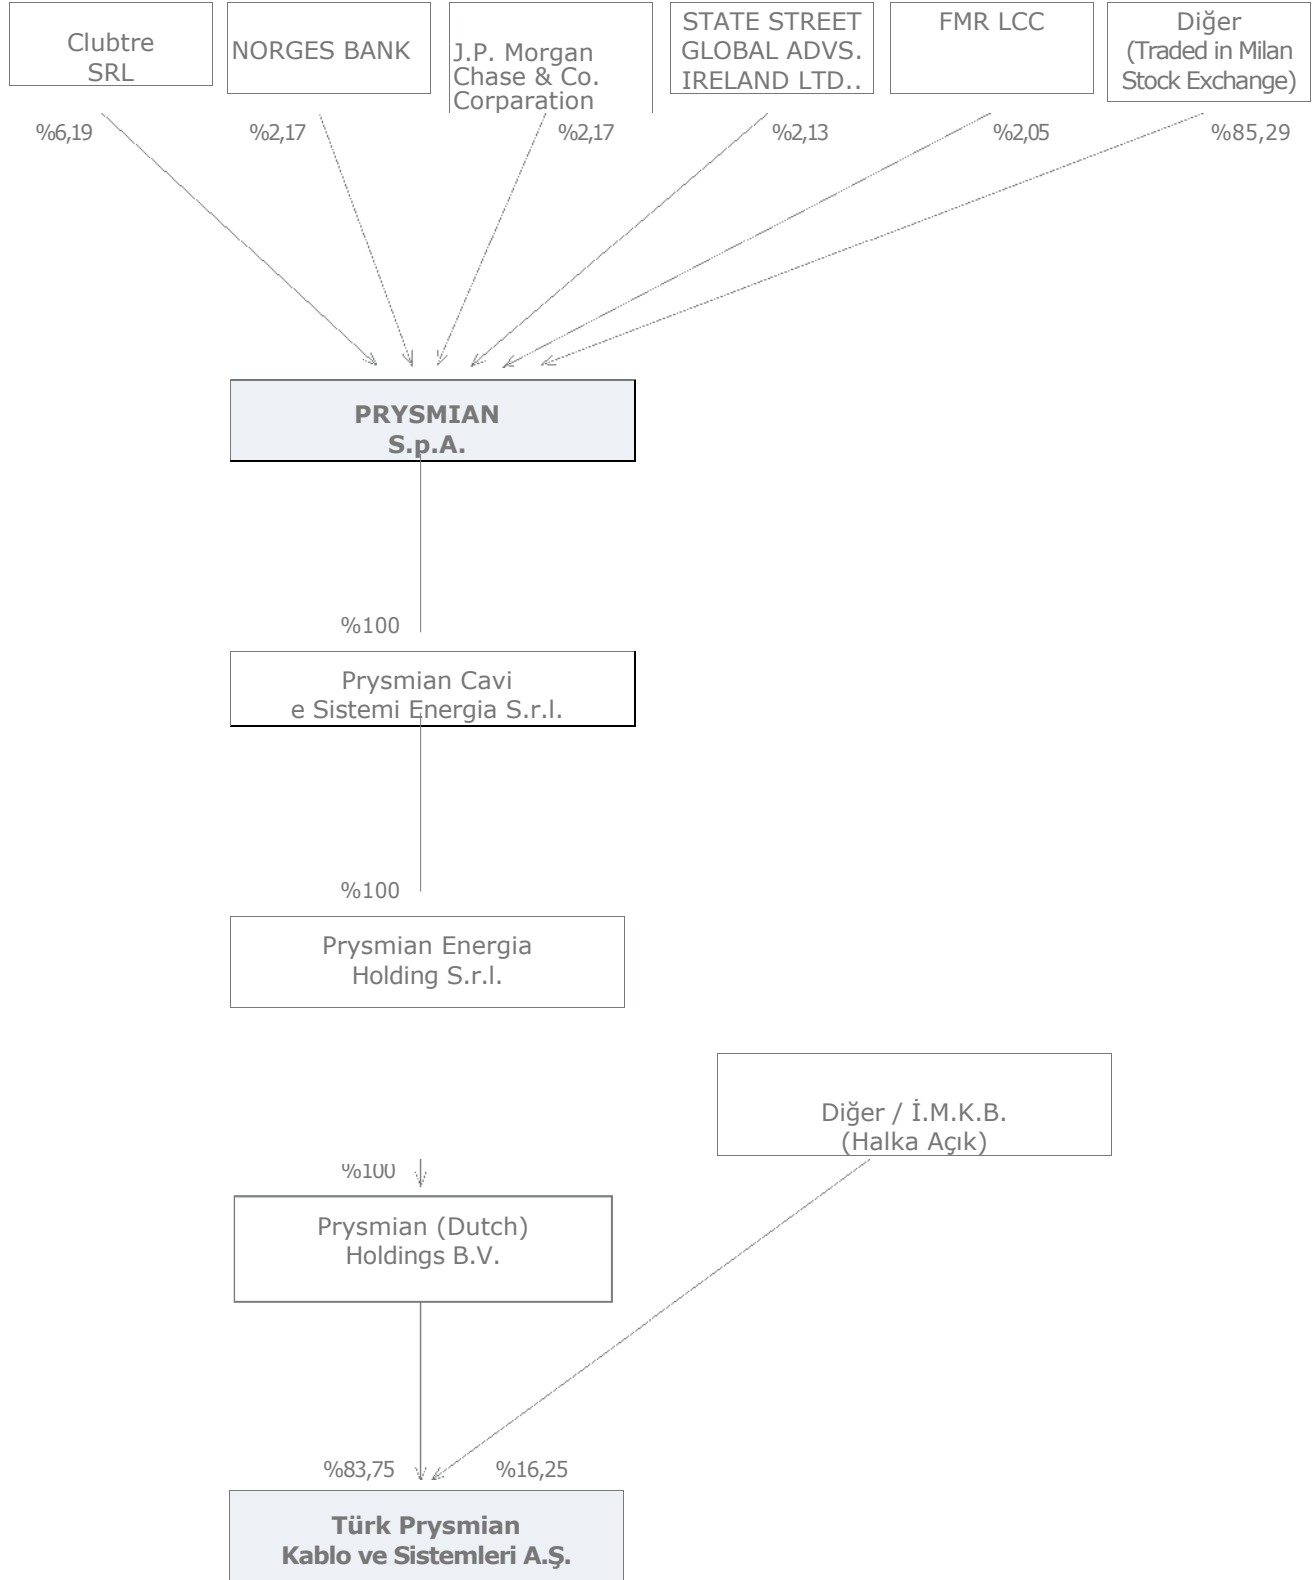 Clubtre
SRL
NORGES BANK
J.P. Morgan
Chase & Co.
Corparation
STATE STREET
GLOBAL ADVS.
IRELAND LTD..
FMR LCC
Diğer
(Traded in Milan
Stock Exchange)
%6,19
%2,17
%2,17
%2,13
%2,05
%85,29
PRYSMIAN
S.p.A.
%100
Prysmian Cavi
e Sistemi Energia S.r.l.
%100
Prysmian Energia
Holding S.r.l.
Diğer / İ.M.K.B.
(Halka Açık)
%100
Prysmian (Dutch)
Holdings B.V.
%83,75
%16,25
Türk Prysmian
Kablo ve Sistemleri A.Ş.